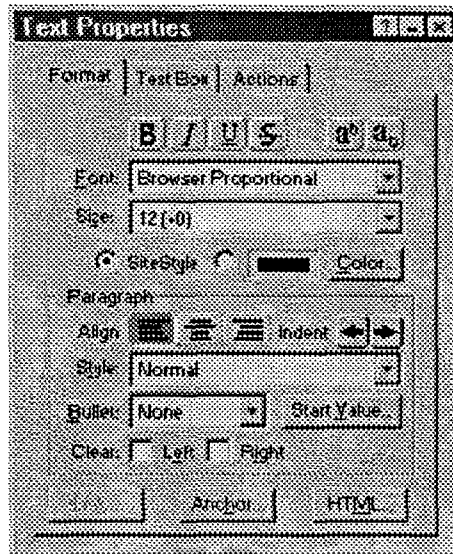 Text Properties
Format Text Box Actions
B I U S a^b a_b
Font: Browser Proportional
Size: 12 (+0)
SiteStyle Color...
Paragraph
Align: Indent:
Style: Normal
Bullet: None Start Value...
Clear: Left Right
Anchor... HTML...